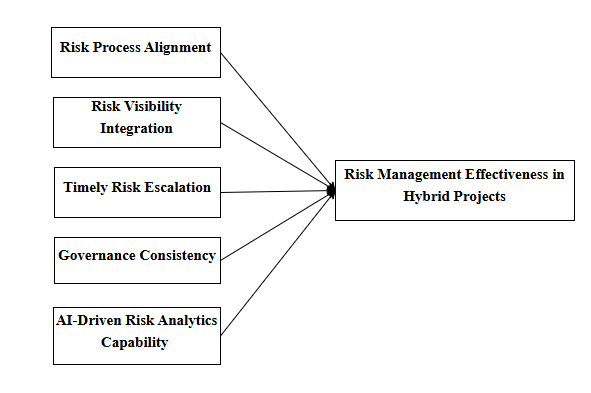 Risk Process Alignment
Risk Visibility
Integration
Timely Risk Escalation
Governance Consistency
AI-Driven Risk Analytics
Capability
Risk Management Effectiveness in
Hybrid Projects